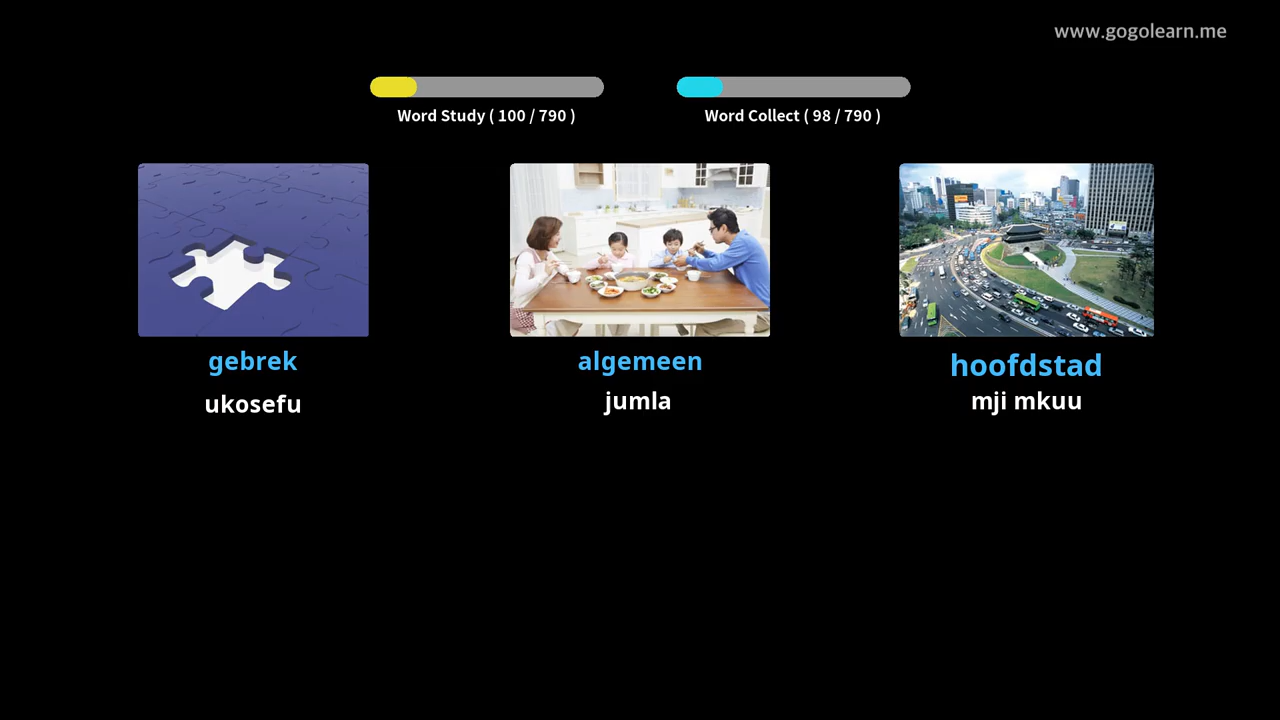 www.gogolearn.me
Word Study ( 100 / 790 )
Word Collect ( 98 / 790 )
gebrek
algemeen
hoofdstad
ukosefu
jumla
mji mkuu